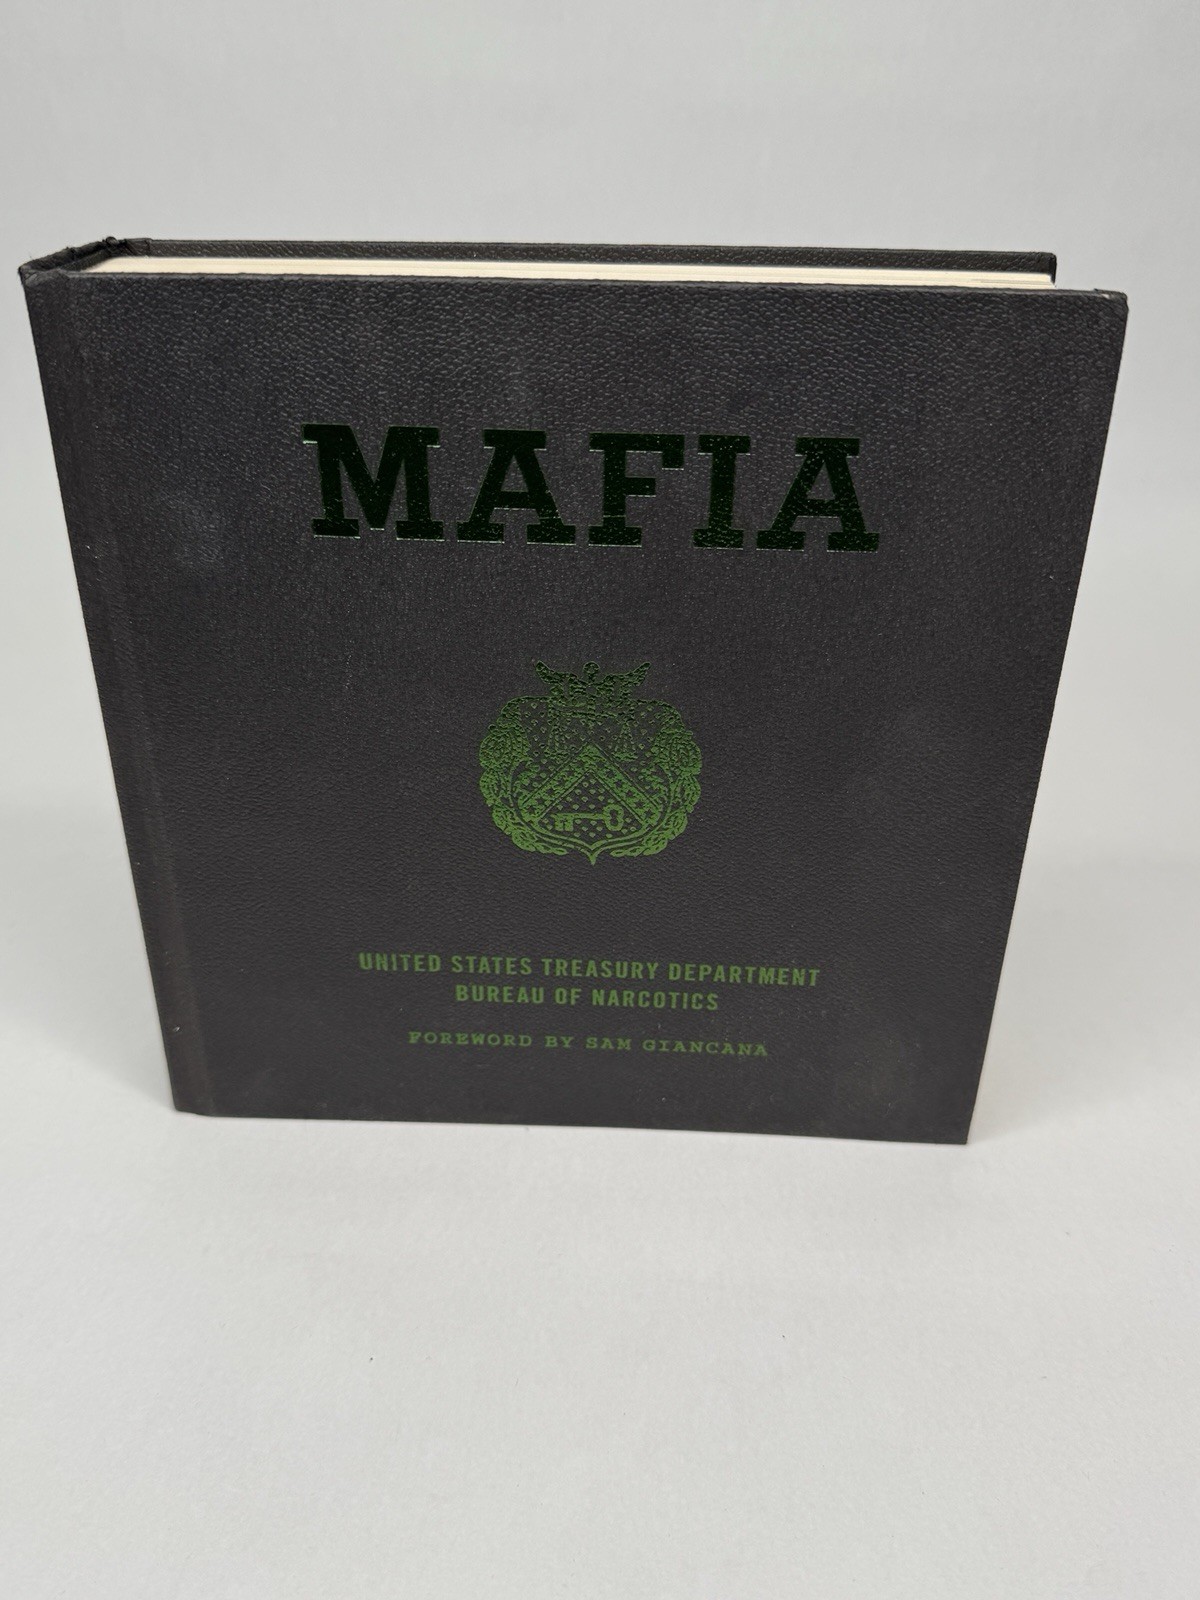 MAFIA
UNITED STATES TREASURY DEPARTMENT
BUREAU OF NARCOTICS
FOREWORD BY SAM GIANCANA